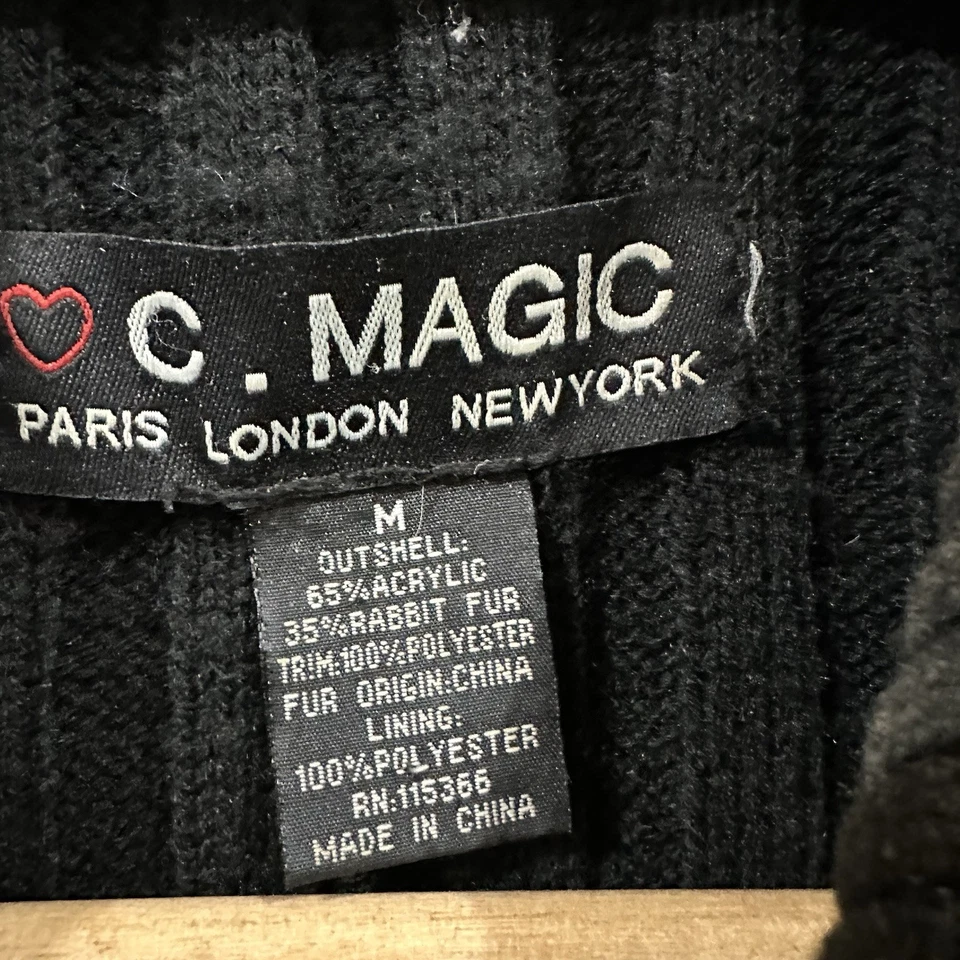 C. MAGIC
PARIS LONDON NEWYORK
M
OUTSHELL:
65%ACRYLIC
35%RABBIT FUR
TRIM:100%POLYESTER
FUR ORIGIN:CHINA
LINING:
100%POLYESTER
RN:115366
MADE IN CHINA